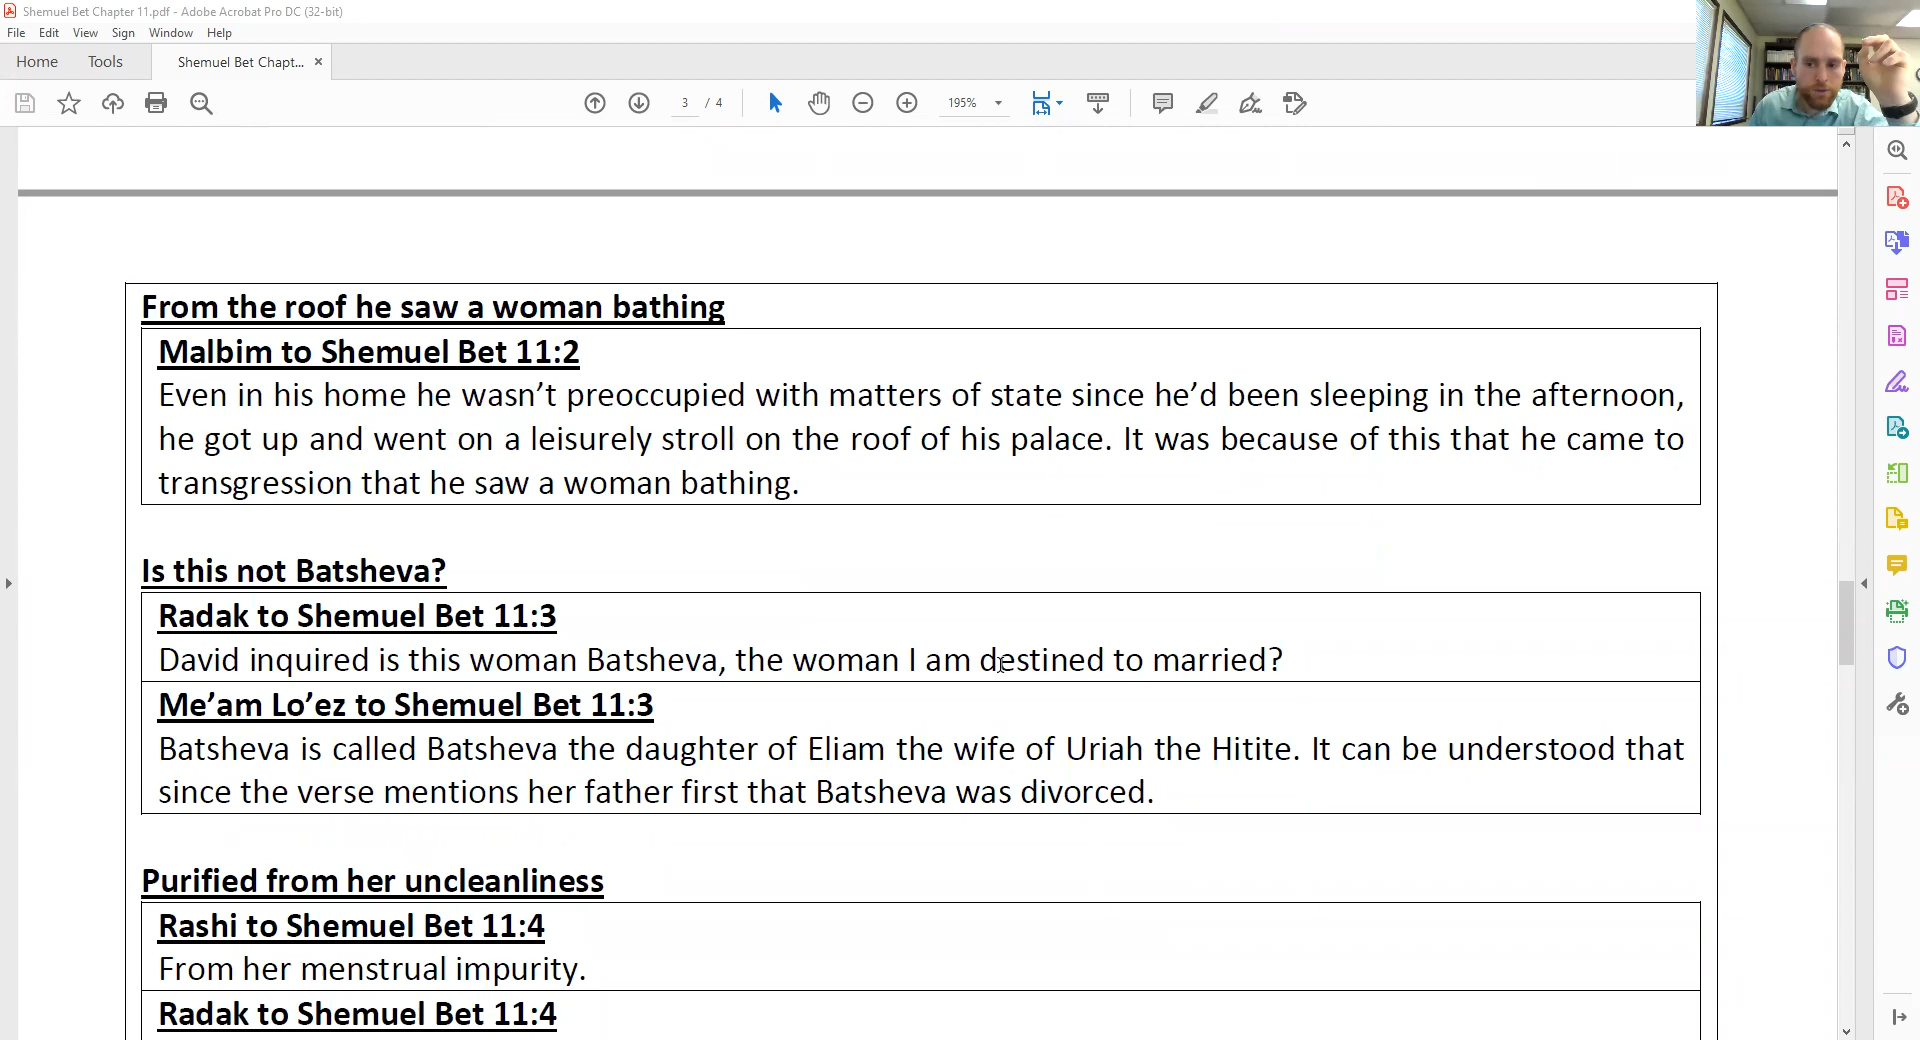 Shemuel Bet Chapter 11.pdf - Adobe Acrobat Pro DC (32-bit)
File Edit View Sign Window Help
Home Tools Shemuel Bet Chapt... ×
3 / 4 195%
From the roof he saw a woman bathing
Malbim to Shemuel Bet 11:2
Even in his home he wasn’t preoccupied with matters of state since he’d been sleeping in the afternoon,
he got up and went on a leisurely stroll on the roof of his palace. It was because of this that he came to
transgression that he saw a woman bathing.
Is this not Batsheva?
Radak to Shemuel Bet 11:3
David inquired is this woman Batsheva, the woman I am destined to married?
Me’am Lo’ez to Shemuel Bet 11:3
Batsheva is called Batsheva the daughter of Eliam the wife of Uriah the Hitite. It can be understood that
since the verse mentions her father first that Batsheva was divorced.
Purified from her uncleanliness
Rashi to Shemuel Bet 11:4
From her menstrual impurity.
Radak to Shemuel Bet 11:4